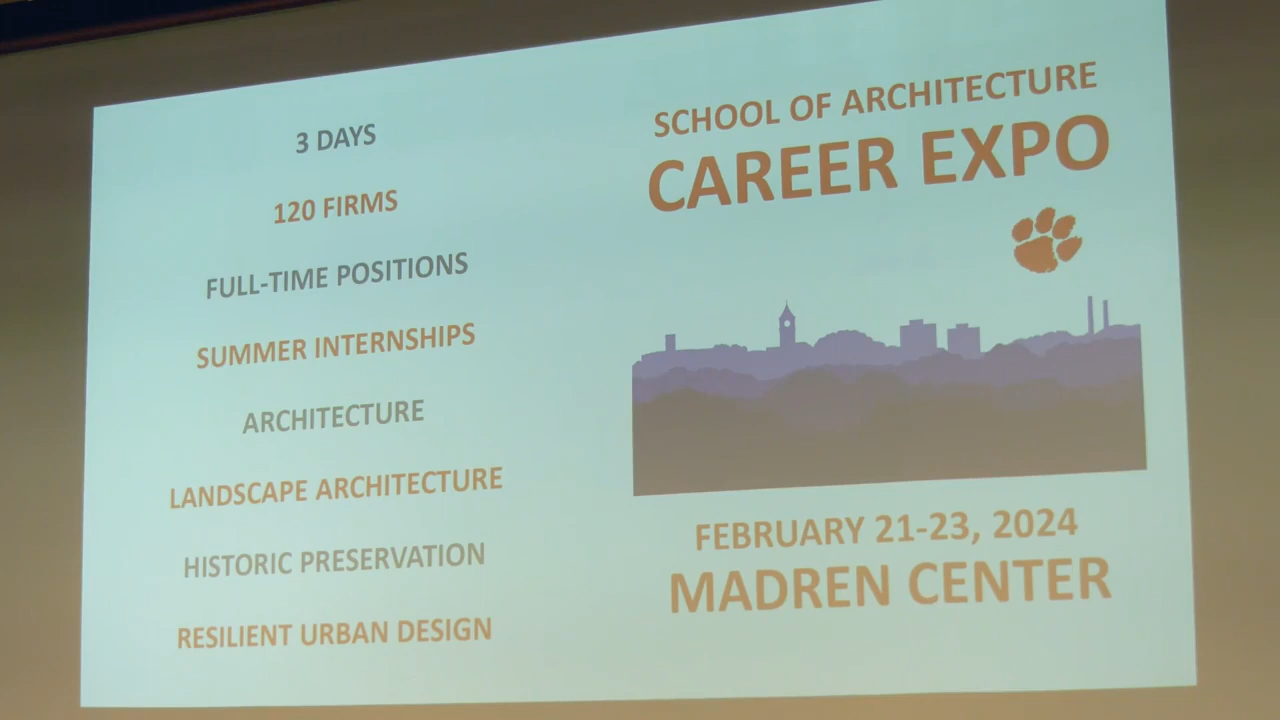 3 DAYS
120 FIRMS
FULL-TIME POSITIONS
SUMMER INTERNSHIPS
ARCHITECTURE
LANDSCAPE ARCHITECTURE
HISTORIC PRESERVATION
RESILIENT URBAN DESIGN
SCHOOL OF ARCHITECTURE
CAREER EXPO
FEBRUARY 21-23, 2024
MADREN CENTER